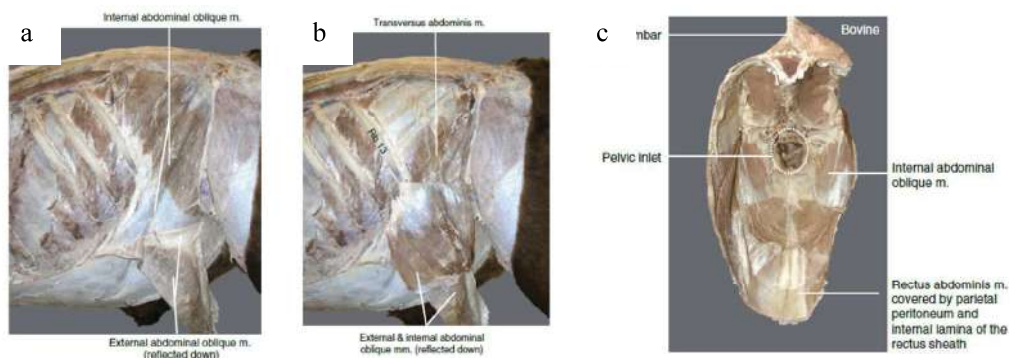 a
Internal abdominal oblique m.
External abdominal oblique m.
(reflected down)
b
Transversus abdominis m.
Rib 13
External & internal abdominal
oblique mm. (reflected down)
c
mbar
Bovine
Pelvic inlet
Internal abdominal
oblique m.
Rectus abdominis m.
covered by parietal
peritoneum and
internal lamina of the
rectus sheath